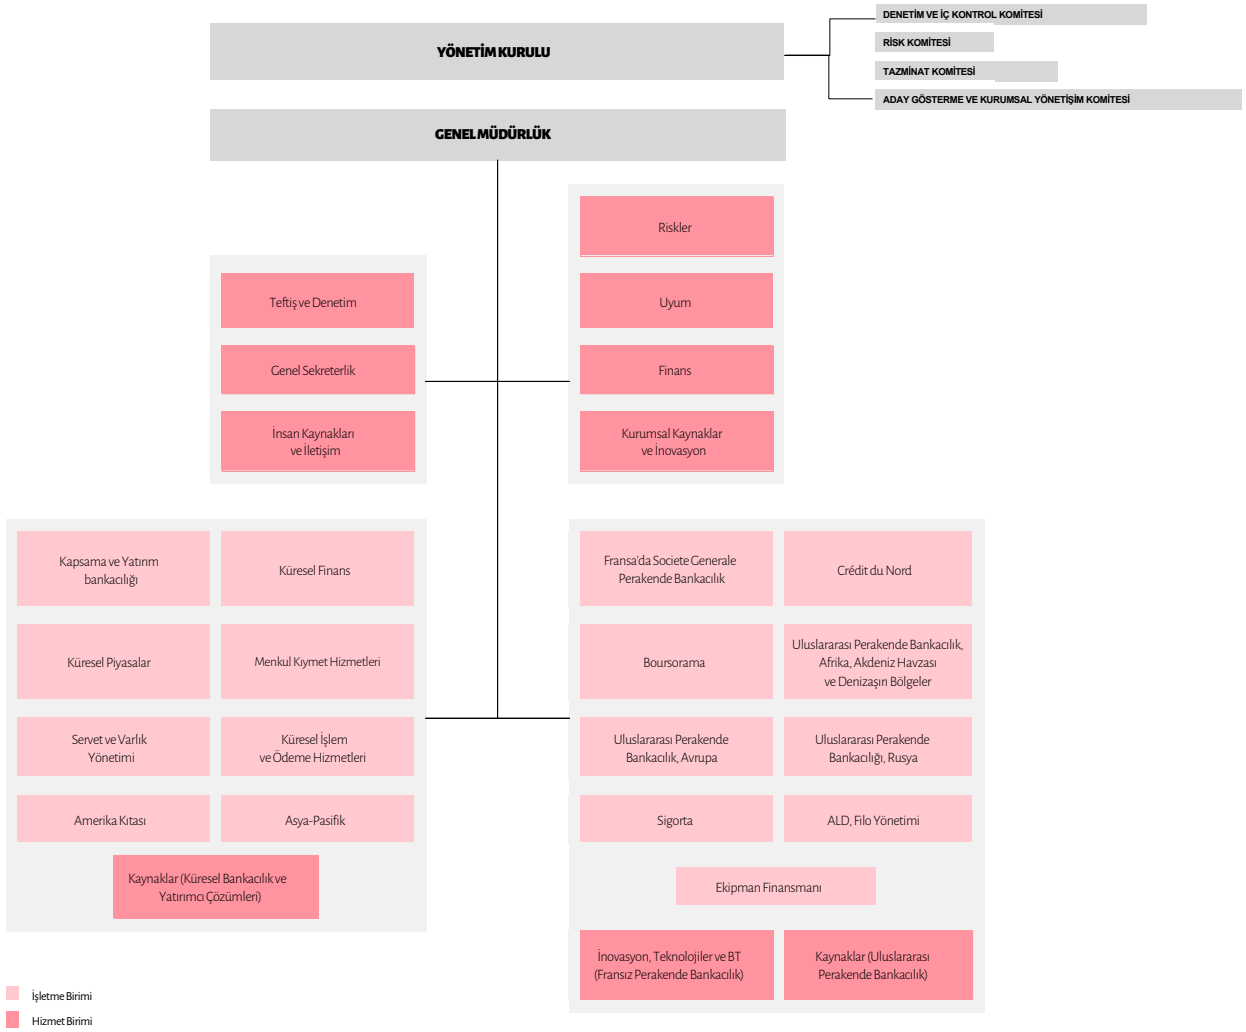 YÖNETİM KURULU
DENETİM VE İÇ KONTROL KOMİTESİ
RİSK KOMİTESİ
TAZMİNAT KOMİTESİ
ADAY GÖSTERME VE KURUMSAL YÖNETİŞİM KOMİTESİ
GENEL MÜDÜRLÜK
Teftiş ve Denetim
Genel Sekreterlik
İnsan Kaynakları
ve İletişim
Riskler
Uyum
Finans
Kurumsal Kaynaklar
ve İnovasyon
Kapsama ve Yatırım
bankacılığı
Küresel Finans
Küresel Piyasalar
Menkul Kıymet Hizmetleri
Servet ve Varlık
Yönetimi
Küresel İşlem
ve Ödeme Hizmetleri
Amerika Kıtası
Asya-Pasifik
Kaynaklar (Küresel Bankacılık ve
Yatırımcı Çözümleri)
Fransa'da Societe Generale
Perakende Bankacılık
Crédit du Nord
Boursorama
Uluslararası Perakende Bankacılık,
Afrika, Akdeniz Havzası
ve Denizaşırı Bölgeler
Uluslararası Perakende
Bankacılık, Avrupa
Uluslararası Perakende
Bankacılığı, Rusya
Sigorta
ALD, Filo Yönetimi
Ekipman Finansmanı
İnovasyon, Teknolojiler ve BT
(Fransız Perakende Bankacılık)
Kaynaklar (Uluslararası
Perakende Bankacılık)
İşletme Birimi
Hizmet Birimi